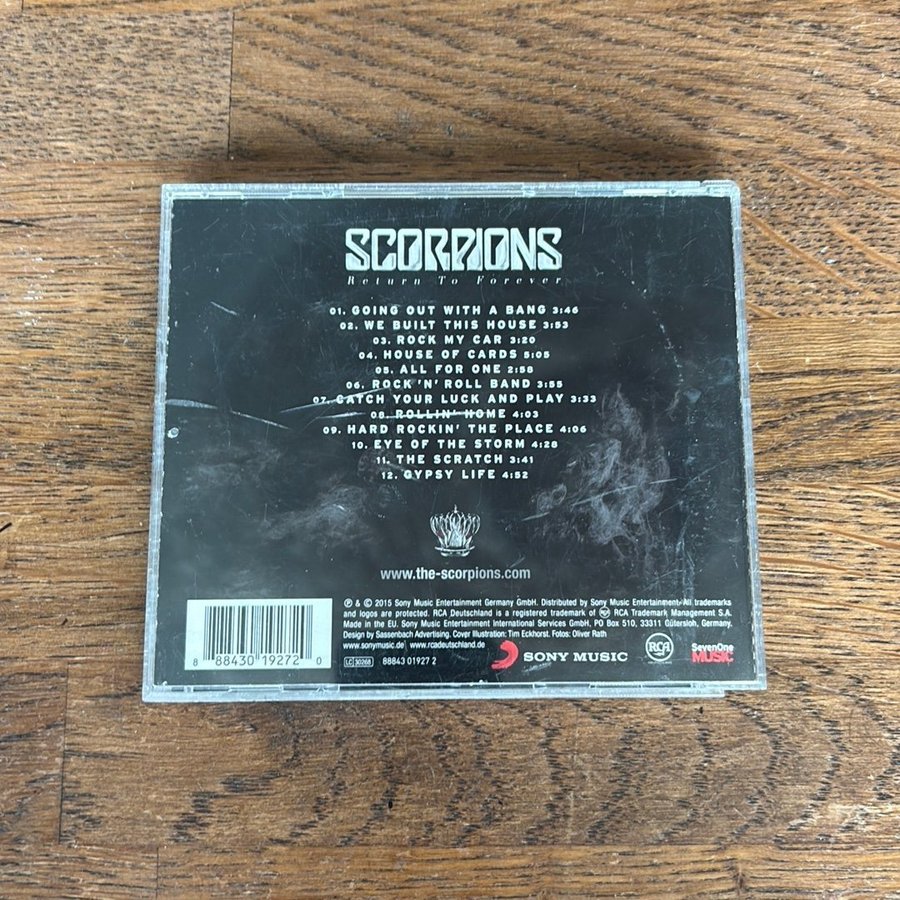 SCORPIONS
Return To Forever
01. GOING OUT WITH A BANG 3:46
02. WE BUILT THIS HOUSE 3:53
03. ROCK MY CAR 3:20
04. HOUSE OF CARDS 5:05
05. ALL FOR ONE 2:58
06. ROCK 'N' ROLL BAND 3:55
07. CATCH YOUR LUCK AND PLAY 3:33
08. ROLLIN' HOME 4:03
09. HARD ROCKIN' THE PLACE 4:06
10. EYE OF THE STORM 4:28
11. THE SCRATCH 3:41
12. GYPSY LIFE 4:52
www.the-scorpions.com
℗ & © 2015 Sony Music Entertainment Germany GmbH. Distributed by Sony Music Entertainment. All trademarks
and logos are protected. RCA Deutschland is a registered trademark of RCA Trademark Management S.A.
Made in the EU. Sony Music Entertainment International Services GmbH, PO Box 510, 33311 Gütersloh, Germany.
Design by Sassenbach Advertising. Cover Illustration: Tim Eckhorst. Fotos: Oliver Rath
www.sonymusic.de www.rcadeutschland.de
8 88430 19272 0
LC 30268 88843 01927 2
SONY MUSIC
RCA
SevenOne
MUSIC